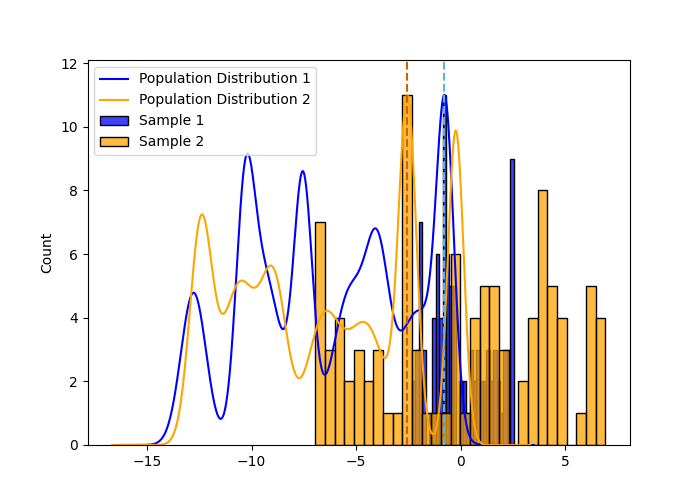 12
10
8
6
4
2
0
Count
Population Distribution 1
Population Distribution 2
Sample 1
Sample 2
−15
−10
−5
0
5